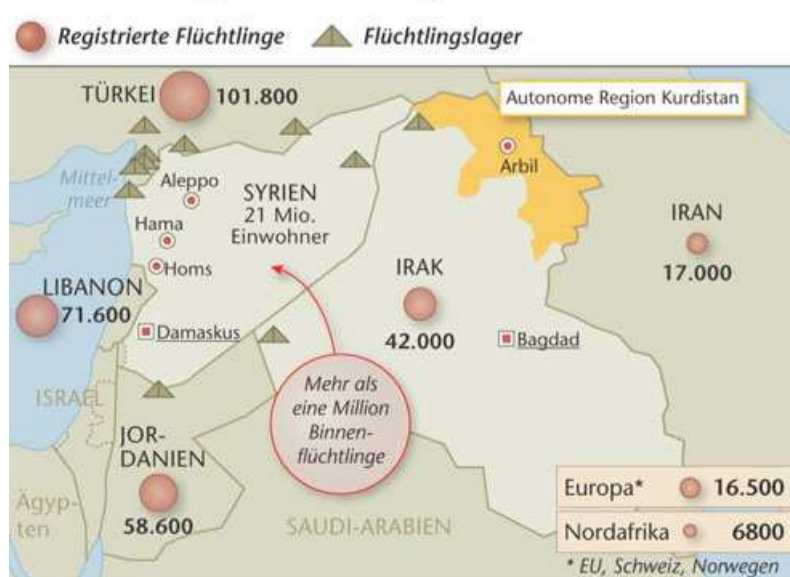 Registrierte Flüchtlinge
Flüchtlingslager
TÜRKEI
101.800
Autonome Region Kurdistan
Arbil
Mittel-
meer
Aleppo
SYRIEN
21 Mio.
Einwohner
Hama
Homs
IRAN
17.000
LIBANON
71.600
IRAK
42.000
Damaskus
Bagdad
ISRAEL
Mehr als
eine Million
Binnen-
flüchtlinge
JOR-
DANIEN
58.600
Ägyp-
ten
SAUDI-ARABIEN
Europa* 16.500
Nordafrika 6800
* EU, Schweiz, Norwegen